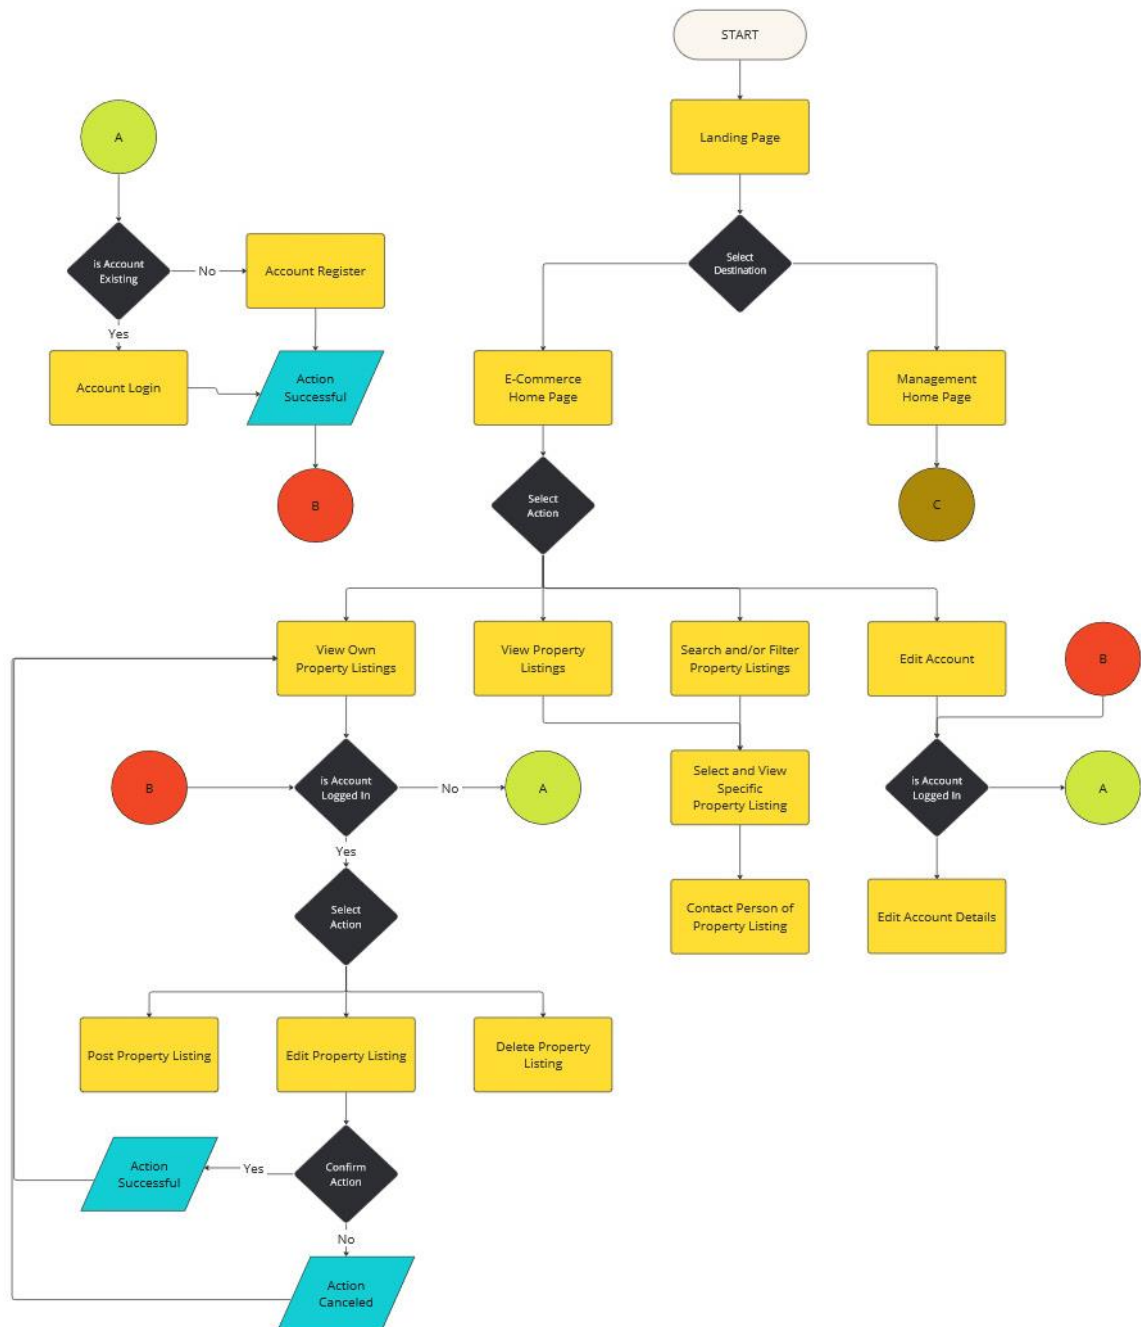 START
Landing Page
A
Select
Destination
is Account
Existing
No
Account Register
Yes
Account Login
Action
Successful
E-Commerce
Home Page
Management
Home Page
B
Select
Action
C
View Own
Property Listings
View Property
Listings
Search and/or Filter
Property Listings
Edit Account
B
B
is Account
Logged In
No
A
Select and View
Specific
Property Listing
is Account
Logged In
A
Yes
Select
Action
Contact Person of
Property Listing
Edit Account Details
Post Property Listing
Edit Property Listing
Delete Property
Listing
Action
Successful
Yes
Confirm
Action
No
Action
Canceled